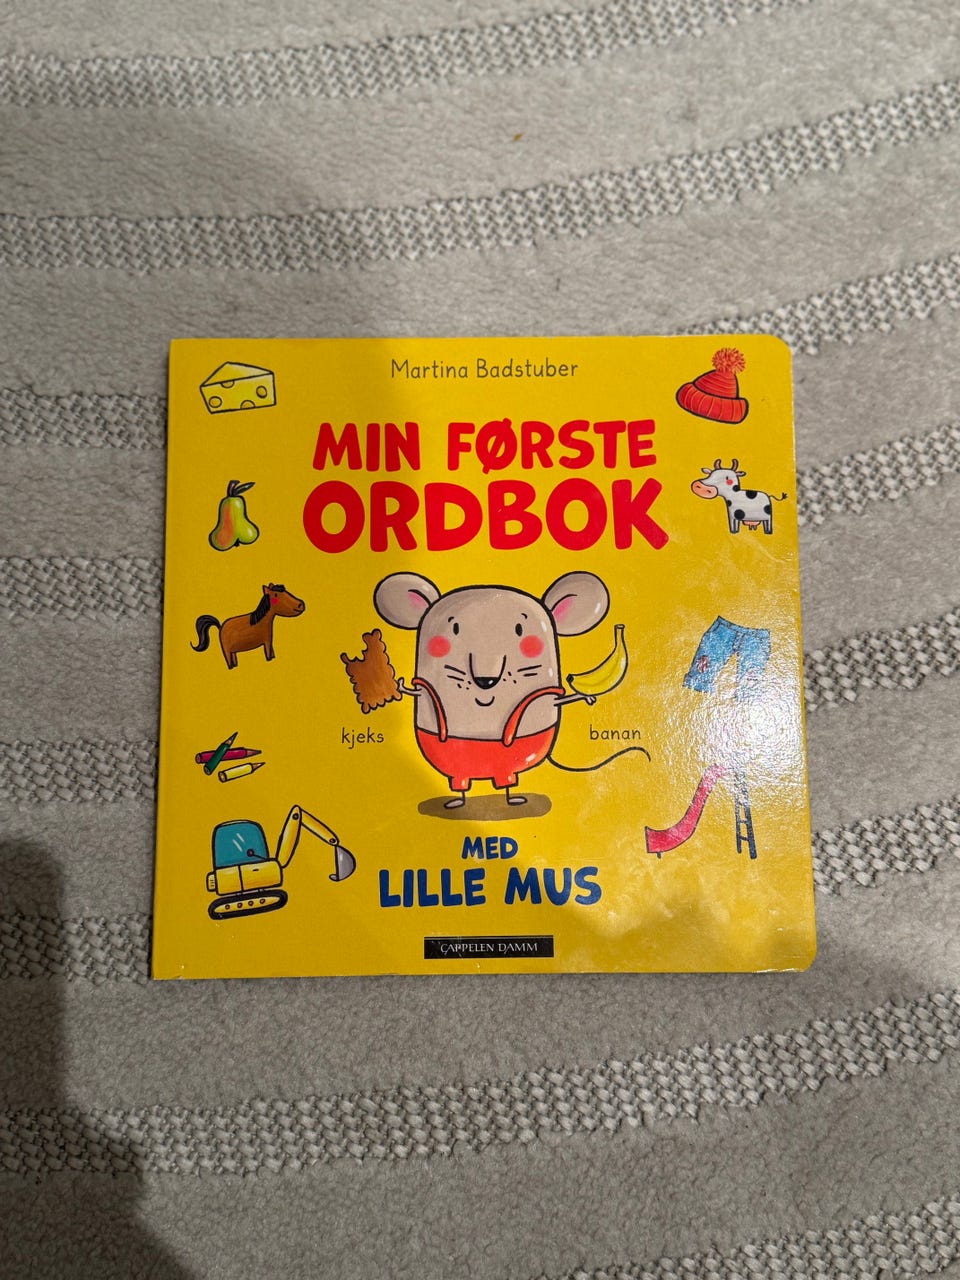 Martina Badstuber
MIN FØRSTE
ORDBOK
kjeks
banan
MED
LILLE MUS
CAPPELEN DAMM